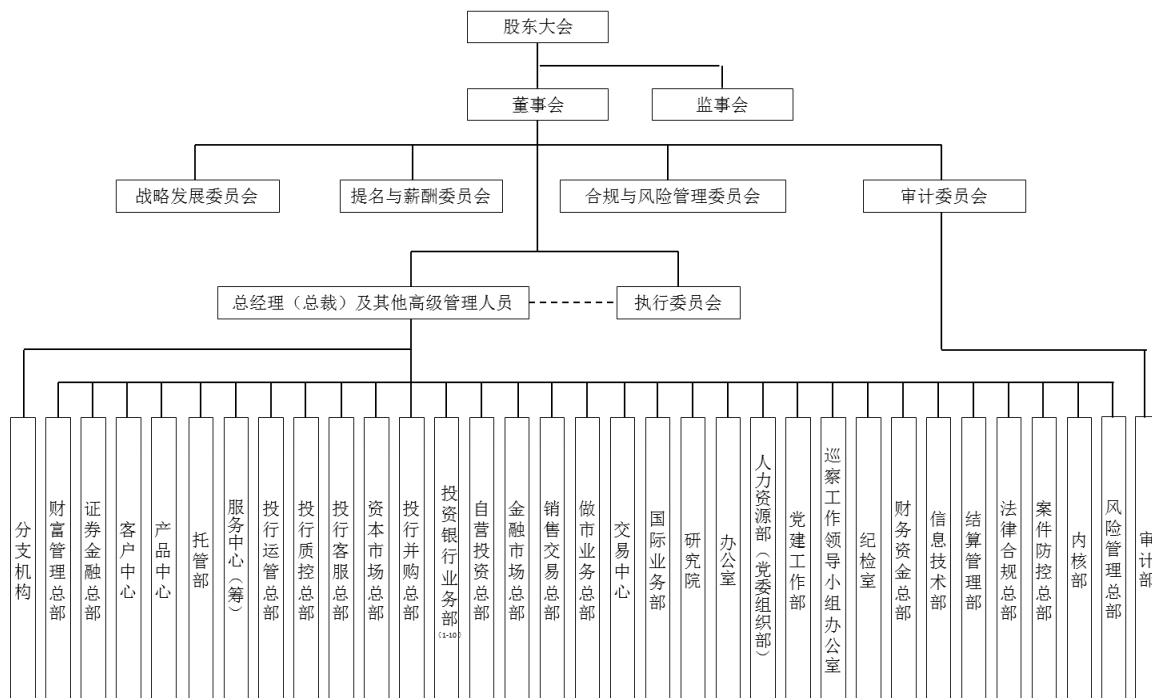 股东大会
董事会
监事会
战略发展委员会
提名与薪酬委员会
合规与风险管理委员会
审计委员会
总经理（总裁）及其他高级管理人员
执行委员会
分支机构
财富管理总部
证券金融总部
客户中心
产品中心
托管部
服务中心（筹）
投行运管总部
投行质控总部
投行客服总部
资本市场总部
投行并购总部
投资银行业务部（1-10）
自营投资总部
金融市场总部
销售交易总部
做市业务总部
交易中心
国际业务部
研究院
办公室
人力资源部（党委组织部）
党建工作部
巡察工作领导小组办公室
纪检室
财务资金总部
信息技术部
结算管理部
法律合规总部
案件防控总部
内核部
风险管理总部
审计部